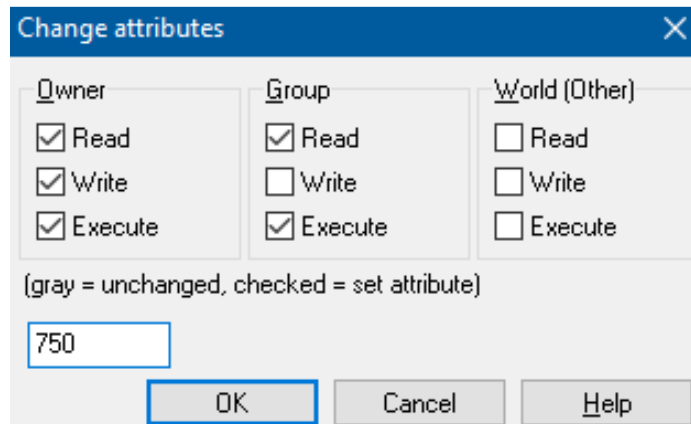 Change attributes
Owner Group World (Other)
Read Read Read
Write Write Write
Execute Execute Execute
(gray = unchanged, checked = set attribute)
750
OK Cancel Help